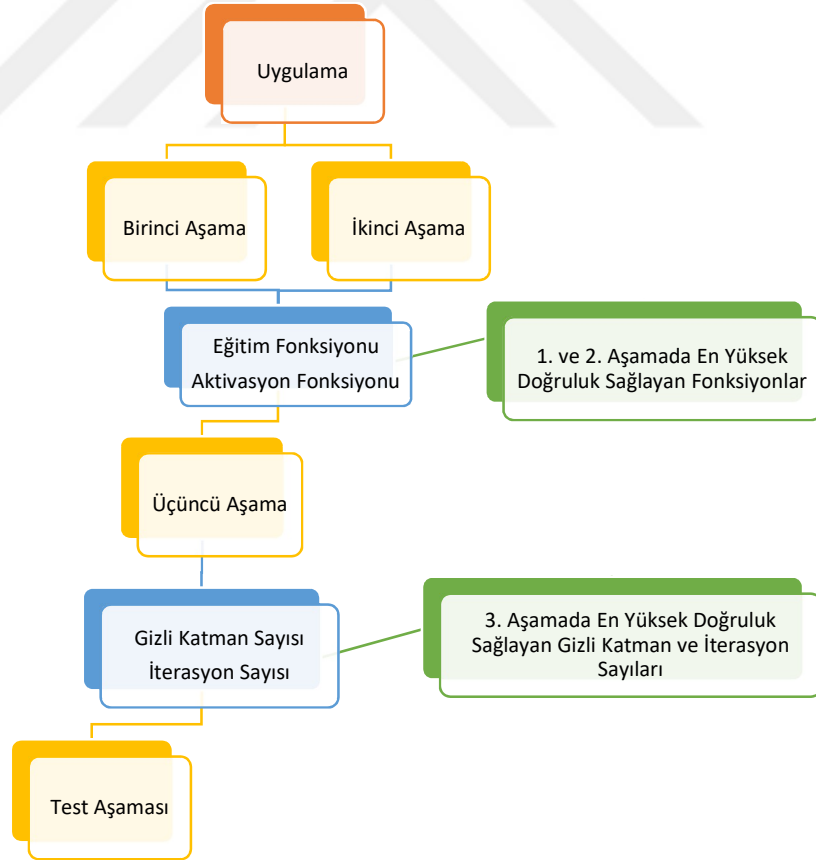 Uygulama
Birinci Aşama
İkinci Aşama
Eğitim Fonksiyonu
Aktivasyon Fonksiyonu
1. ve 2. Aşamada En Yüksek
Doğruluk Sağlayan Fonksiyonlar
Üçüncü Aşama
Gizli Katman Sayısı
İterasyon Sayısı
3. Aşamada En Yüksek Doğruluk
Sağlayan Gizli Katman ve İterasyon
Sayıları
Test Aşaması